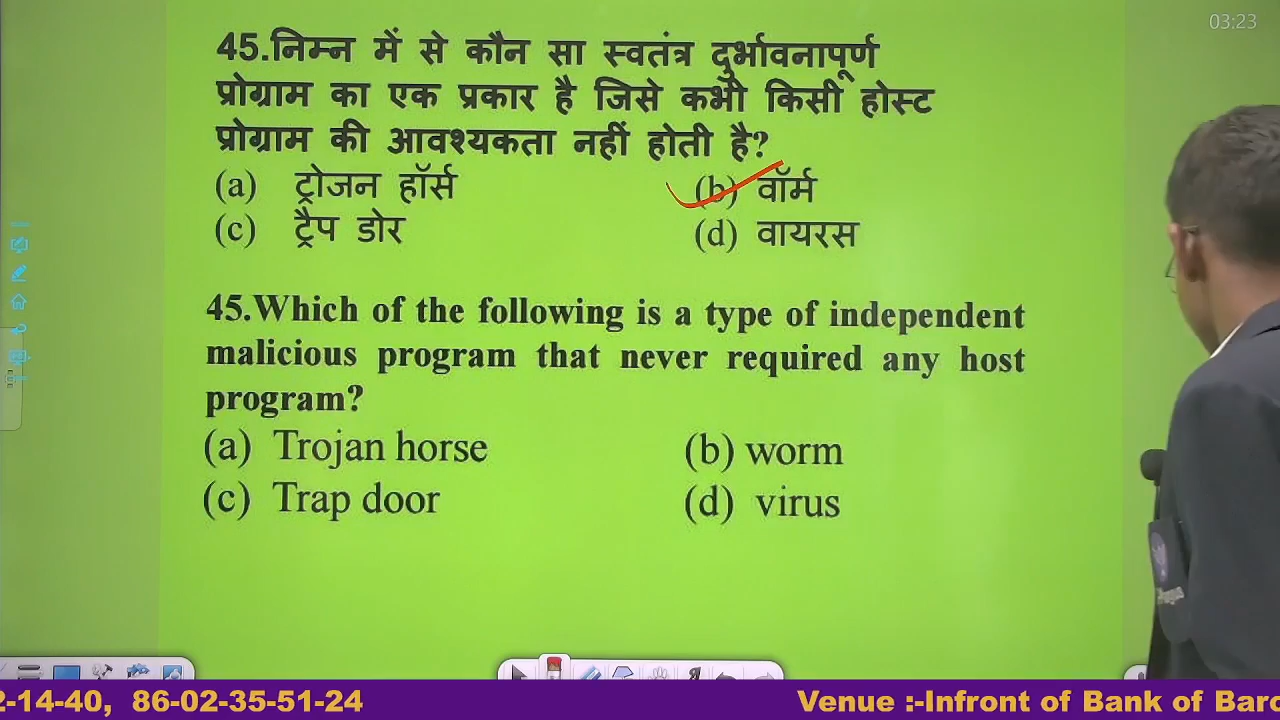 03:23
45.निम्न में से कौन सा स्वतंत्र दुर्भावनापूर्ण
प्रोग्राम का एक प्रकार है जिसे कभी किसी होस्ट
प्रोग्राम की आवश्यकता नहीं होती है?
(a) ट्रोजन हॉर्स (b) वॉर्म
(c) ट्रैप डोर (d) वायरस
45.Which of the following is a type of independent
malicious program that never required any host
program?
(a) Trojan horse (b) worm
(c) Trap door (d) virus
2-14-40, 86-02-35-51-24 Venue :-Infront of Bank of Baro